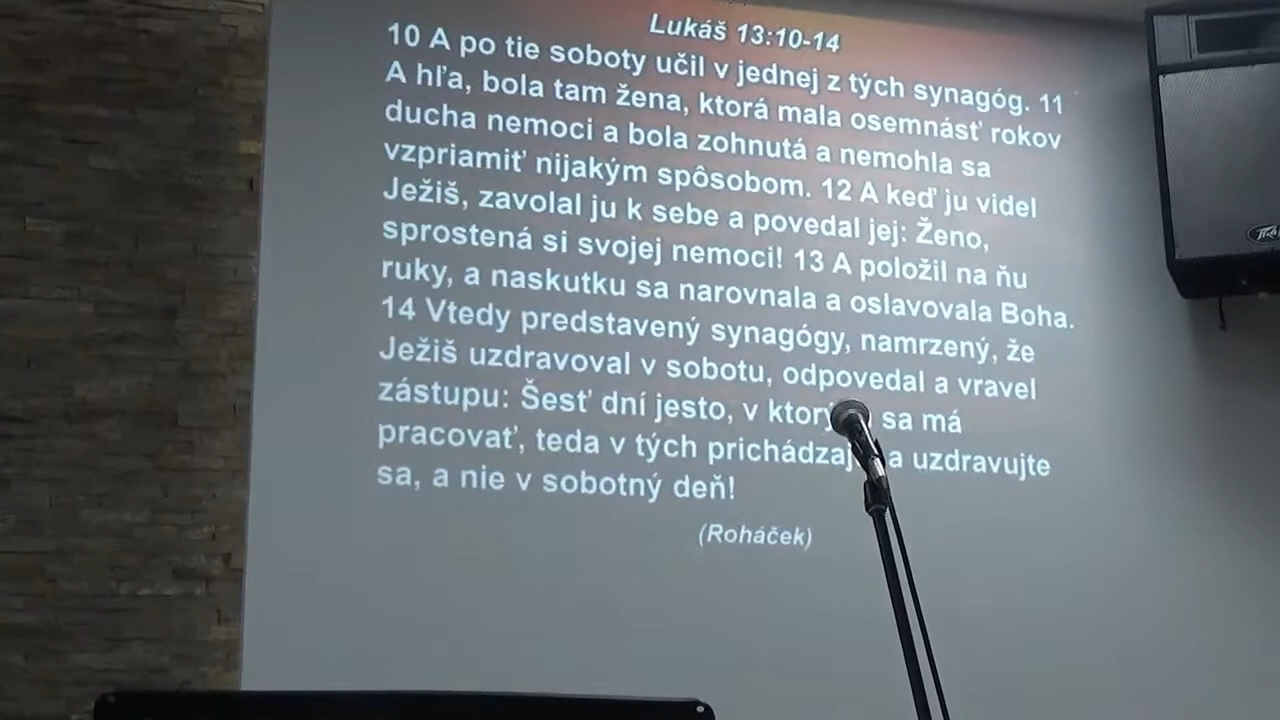 Lukáš 13:10-14
10 A po tie soboty učil v jednej z tých synagóg. 11
A hľa, bola tam žena, ktorá mala osemnásť rokov
ducha nemoci a bola zohnutá a nemohla sa
vzpriamiť nijakým spôsobom. 12 A keď ju videl
Ježiš, zavolal ju k sebe a povedal jej: Ženo,
sprostená si svojej nemoci! 13 A položil na ňu
ruky, a naskutku sa narovnala a oslavovala Boha.
14 Vtedy predstavený synagógy, namrzený, že
Ježiš uzdravoval v sobotu, odpovedal a vravel
zástupu: Šesť dní jesto, v sa má
pracovať, teda v tých a uzdravujte
sa, a nie v sobotný deň!
(Roháček)